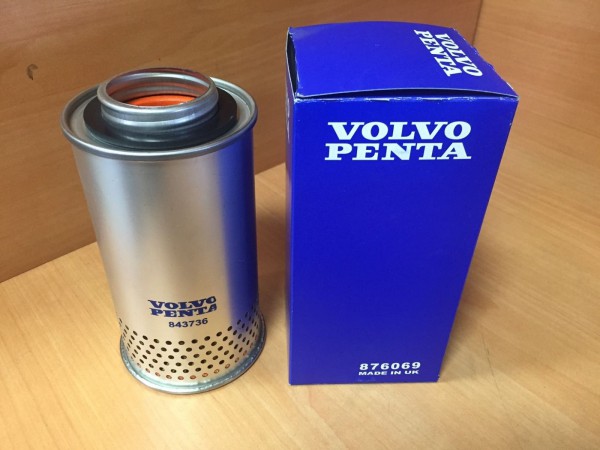 VOLVO
PENTA
843736
VOLVO
PENTA
VOLVO
PENTA
876069
MADE IN UK